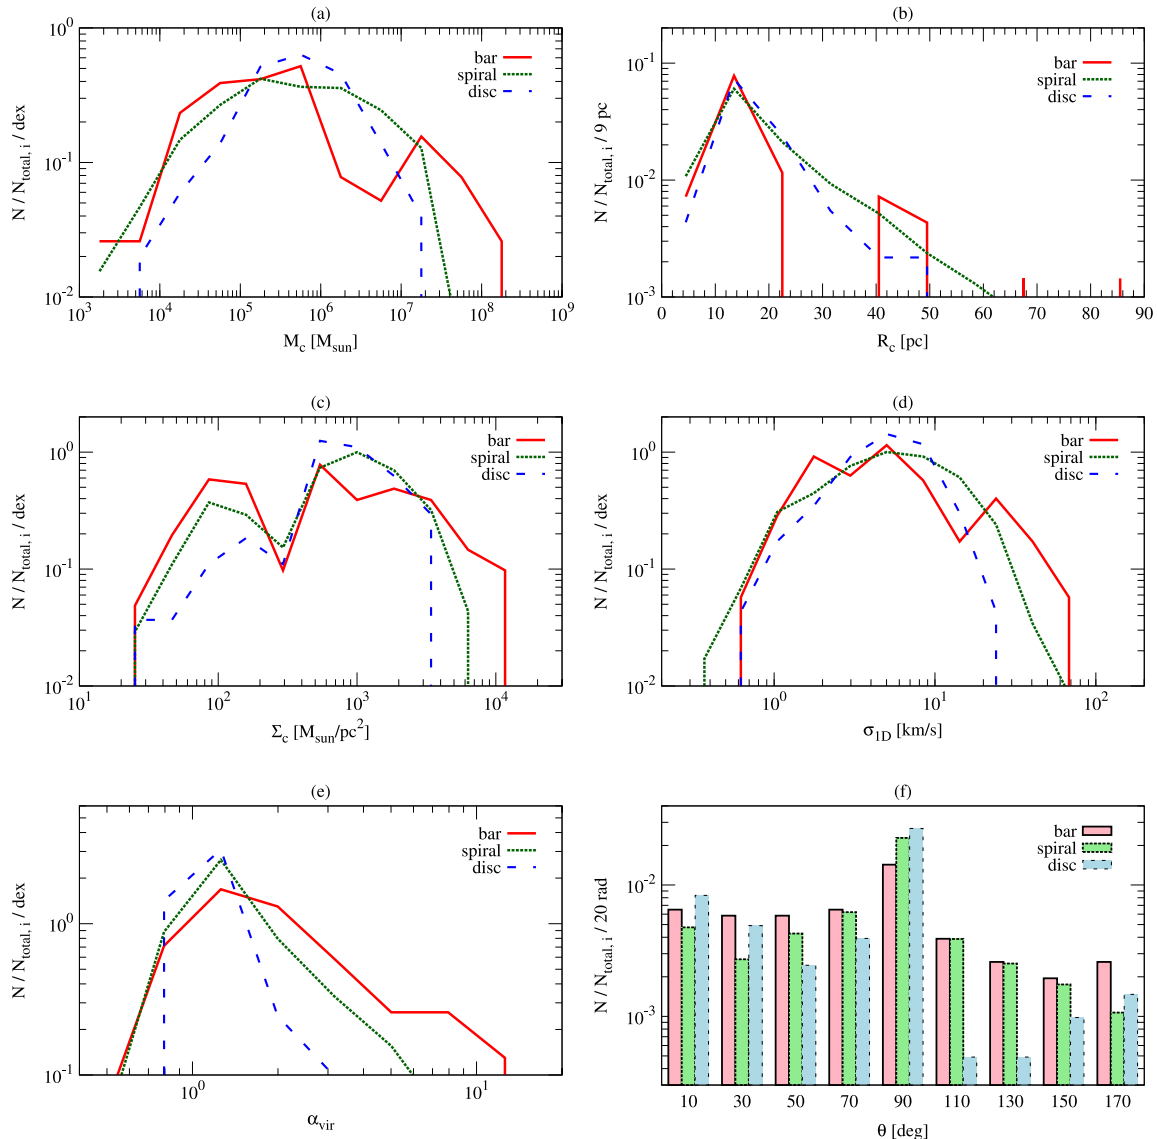 (a)
10^0
10^-1
10^-2
N / N_total, i / dex
bar
spiral
disc
10^3 10^4 10^5 10^6 10^7 10^8 10^9
M_c [M_sun]
(b)
10^-1
10^-2
10^-3
N / N_total, i / 9 pc
bar
spiral
disc
0 10 20 30 40 50 60 70 80 90
R_c [pc]
(c)
10^0
10^-1
10^-2
N / N_total, i / dex
bar
spiral
disc
10^1 10^2 10^3 10^4
Σ_c [M_sun/pc^2]
(d)
10^0
10^-1
10^-2
N / N_total, i / dex
bar
spiral
disc
10^0 10^1 10^2
σ_1D [km/s]
(e)
10^0
10^-1
N / N_total, i / dex
bar
spiral
disc
10^0 10^1
α_vir
(f)
10^-2
10^-3
N / N_total, i / 20 rad
bar
spiral
disc
10 30 50 70 90 110 130 150 170
θ [deg]